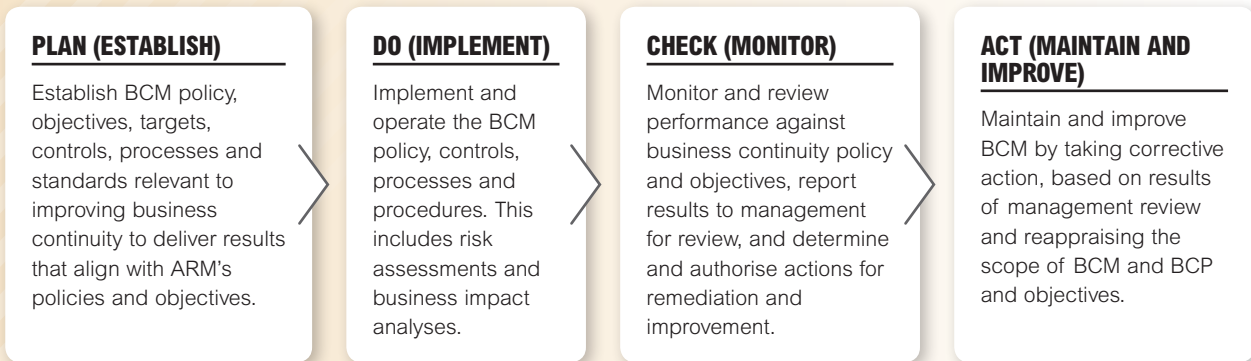 PLAN (ESTABLISH)
Establish BCM policy,
objectives, targets,
controls, processes and
standards relevant to
improving business
continuity to deliver results
that align with ARM's
policies and objectives.
DO (IMPLEMENT)
Implement and
operate the BCM
policy, controls,
processes and
procedures. This
includes risk
assessments and
business impact
analyses.
CHECK (MONITOR)
Monitor and review
performance against
business continuity policy
and objectives, report
results to management
for review, and determine
and authorise actions for
remediation and
improvement.
ACT (MAINTAIN AND
IMPROVE)
Maintain and improve
BCM by taking corrective
action, based on results
of management review
and reappraising the
scope of BCM and BCP
and objectives.